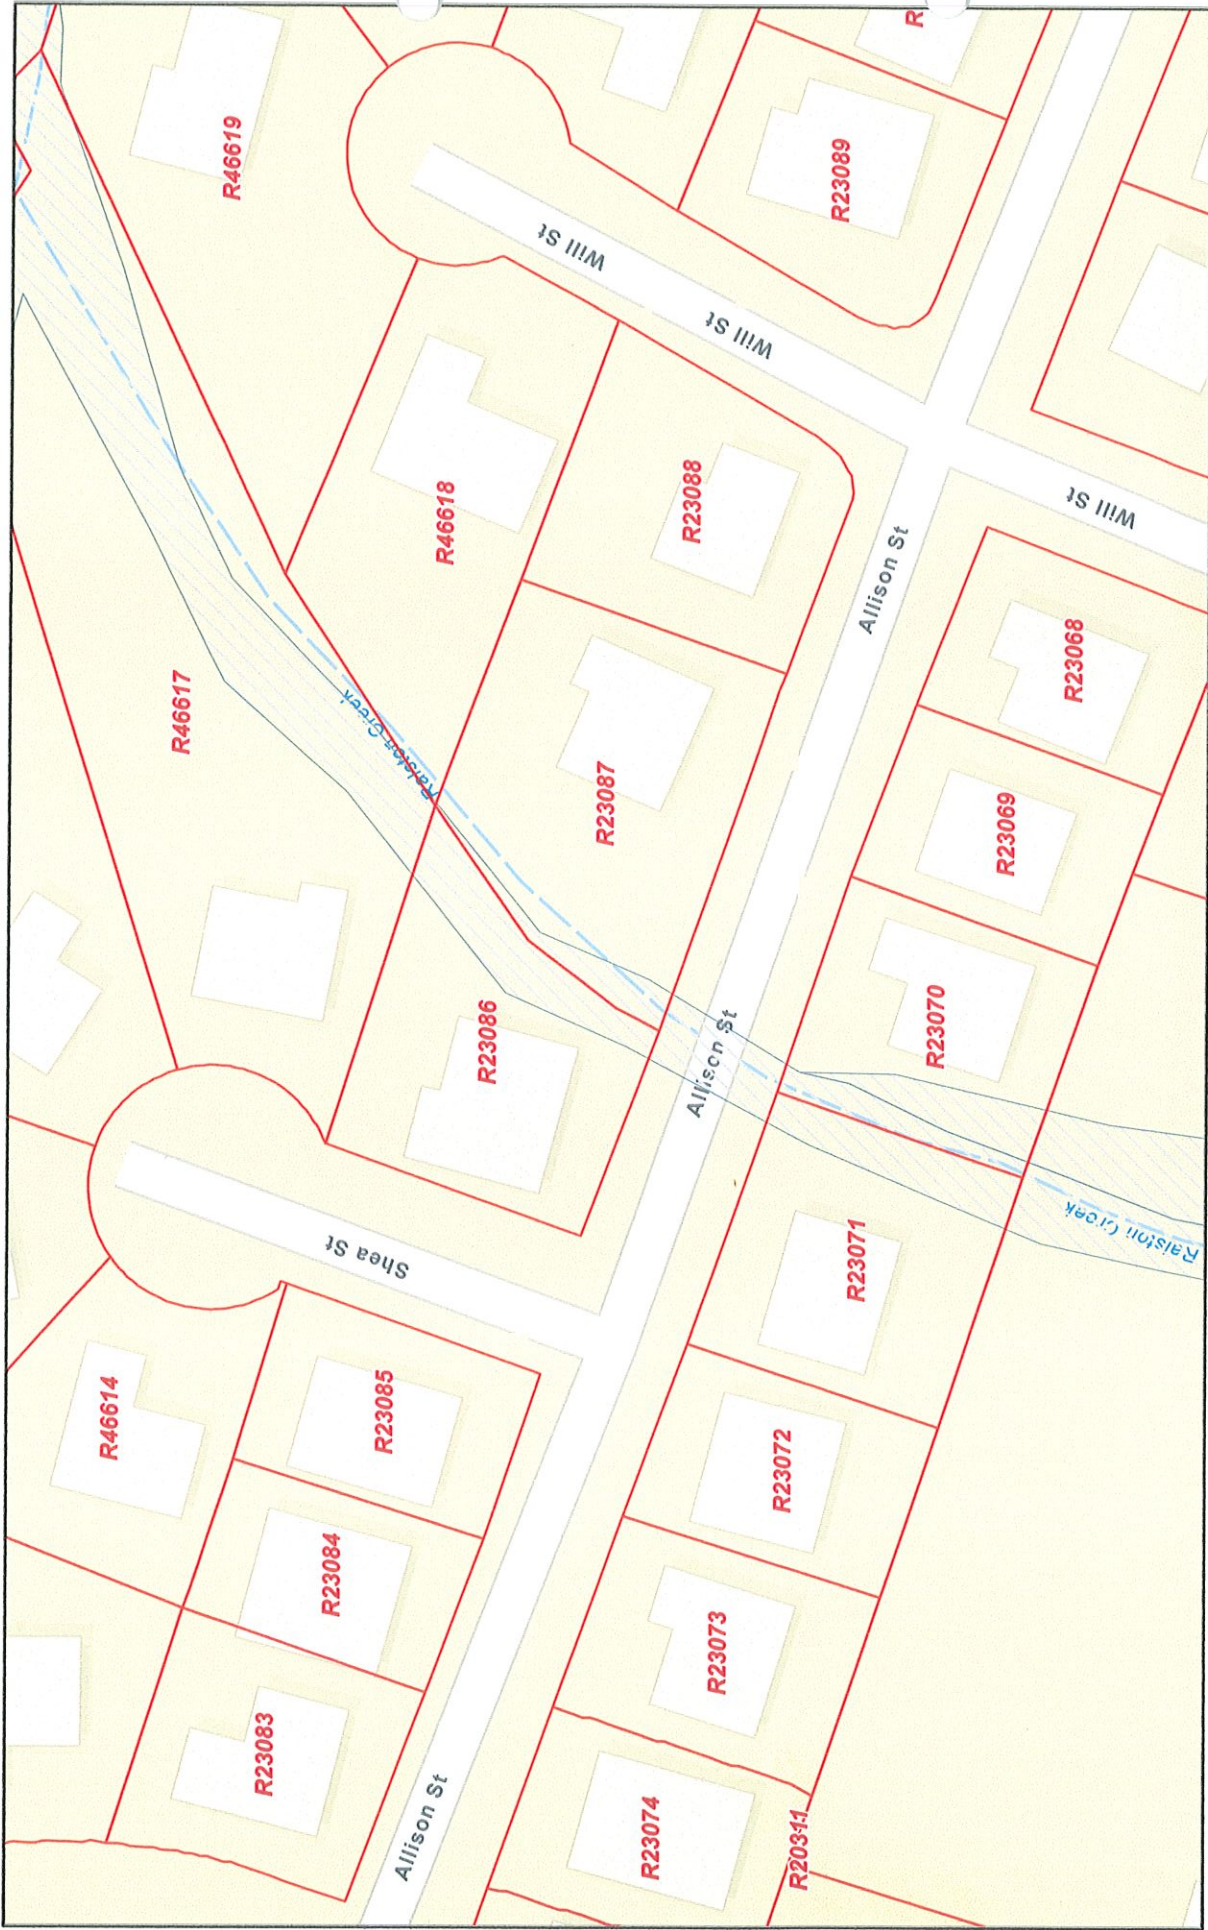 R
R46619
R23089
Will St
Will St
R46618
R23088
Will St
Allison St
R46617
Ralston Creek
R23087
R23068
R23069
R23086
Allison St
R23070
Ralston Creek
Shea St
R23071
R46614
R23085
R23072
R23084
R23073
R23083
Allison St
R23074
R20311